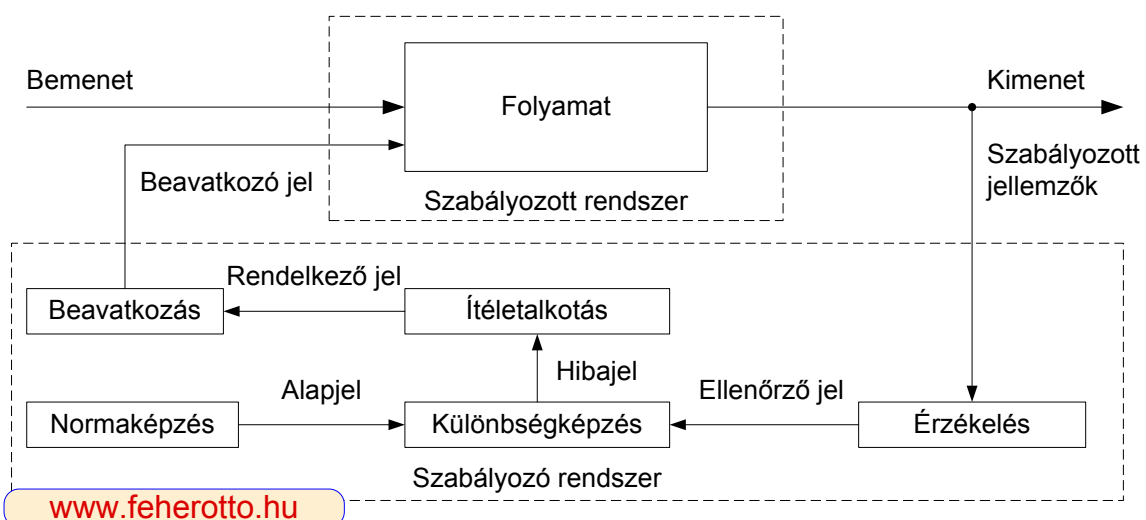 Bemenet
Folyamat
Kimenet
Beavatkozó jel
Szabályozott
jellemzők
Szabályozott rendszer
Rendelkező jel
Beavatkozás
Ítéletalkotás
Hibajel
Alapjel
Ellenőrző jel
Normaképzés
Különbségképzés
Érzékelés
Szabályozó rendszer
www.feherotto.hu